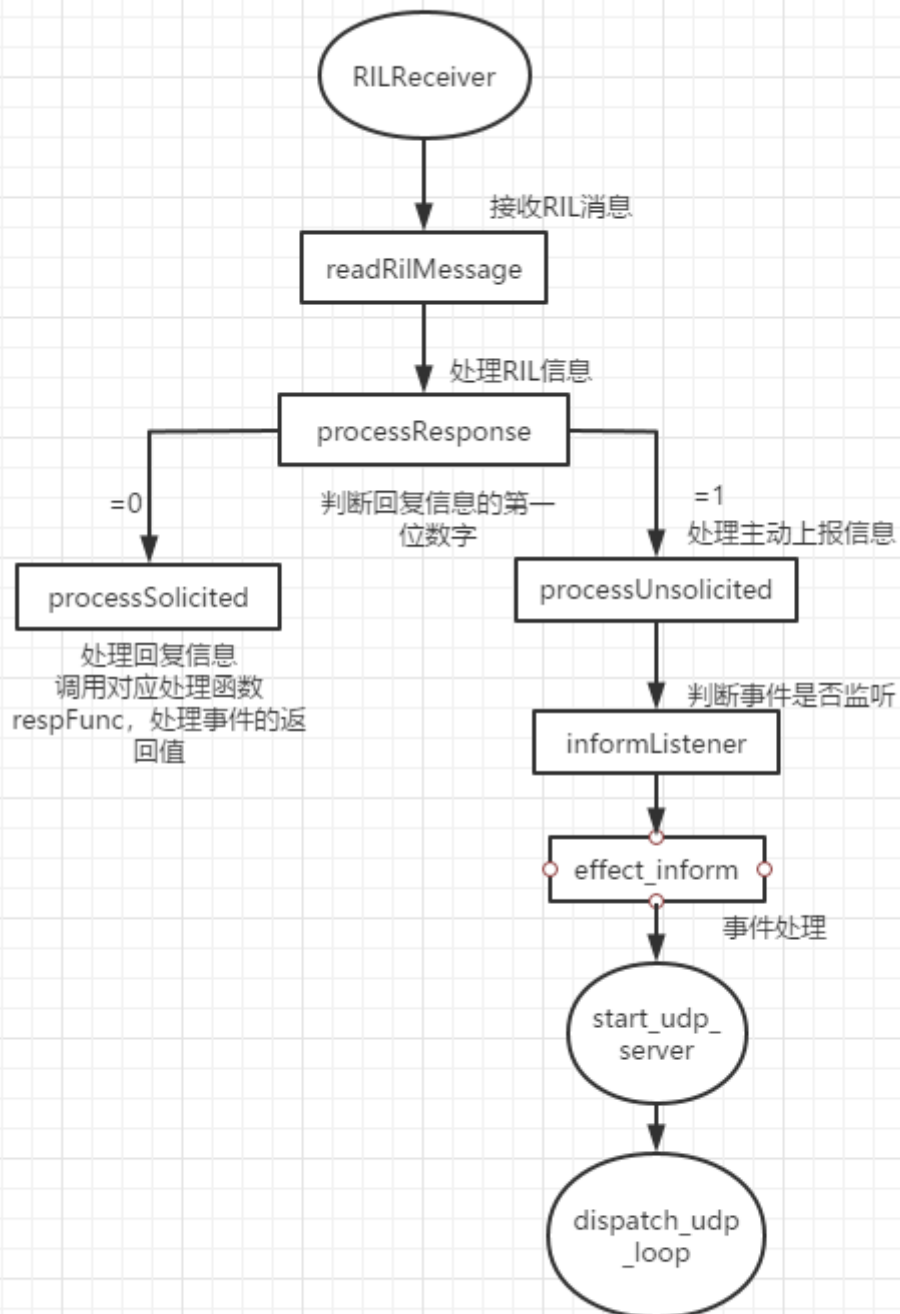 RILReceiver
接收RIL消息
readRilMessage
处理RIL信息
processResponse
=0
判断回复信息的第一
位数字
=1
处理主动上报信息
processSolicited
processUnsolicited
处理回复信息
调用对应处理函数
respFunc，处理事件的返
回值
判断事件是否监听
informListener
effect_inform
事件处理
start_udp_
server
dispatch_udp
_loop